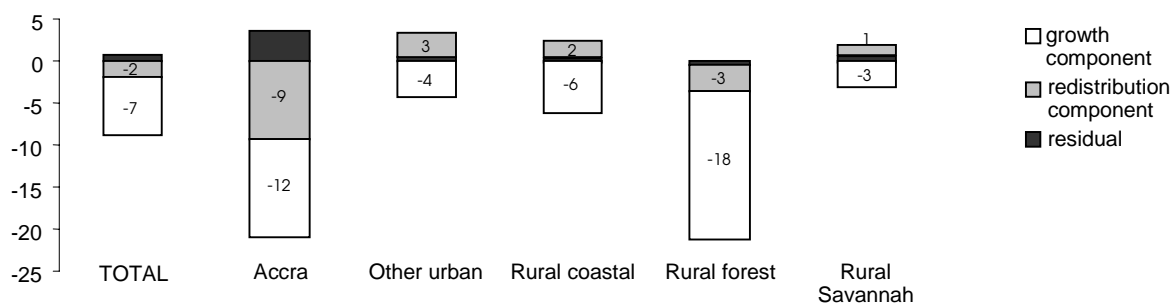 5
0
-5
-10
-15
-20
-25
-2
-7
-9
-12
3
-4
2
-6
-3
-18
1
-3
TOTAL
Accra
Other urban
Rural coastal
Rural forest
Rural
Savannah
growth
component
redistribution
component
residual